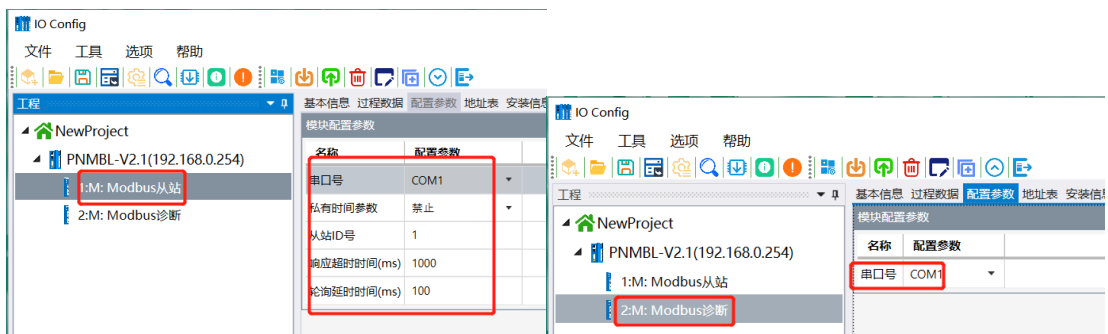 IO Config
文件 工具 选项 帮助
工程
NewProject
PNMBL-V2.1(192.168.0.254)
1:M: Modbus从站
2:M: Modbus诊断
基本信息 过程数据 配置参数 地址表 安装信息
模块配置参数
名称 配置参数
串口号 COM1
私有时间参数 禁止
从站ID号 1
响应超时时间(ms) 1000
轮询延时时间(ms) 100
IO Config
文件 工具 选项 帮助
工程
NewProject
PNMBL-V2.1(192.168.0.254)
1:M: Modbus从站
2:M: Modbus诊断
基本信息 过程数据 配置参数 地址表 安装信息
模块配置参数
名称 配置参数
串口号 COM1